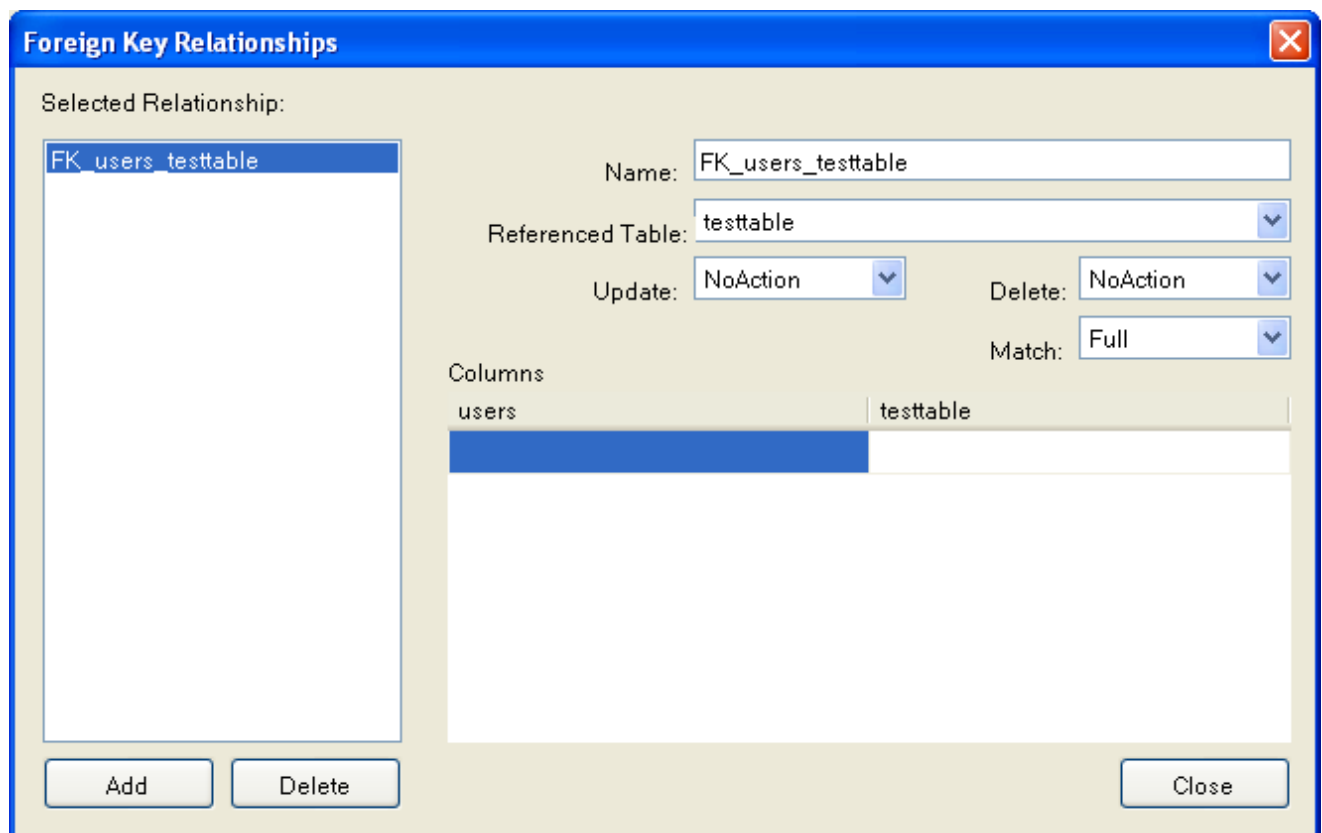 Foreign Key Relationships
Selected Relationship:
FK_users_testtable
Name: FK_users_testtable
Referenced Table: testtable
Update: NoAction Delete: NoAction
Match: Full
Columns
users testtable
Add Delete Close